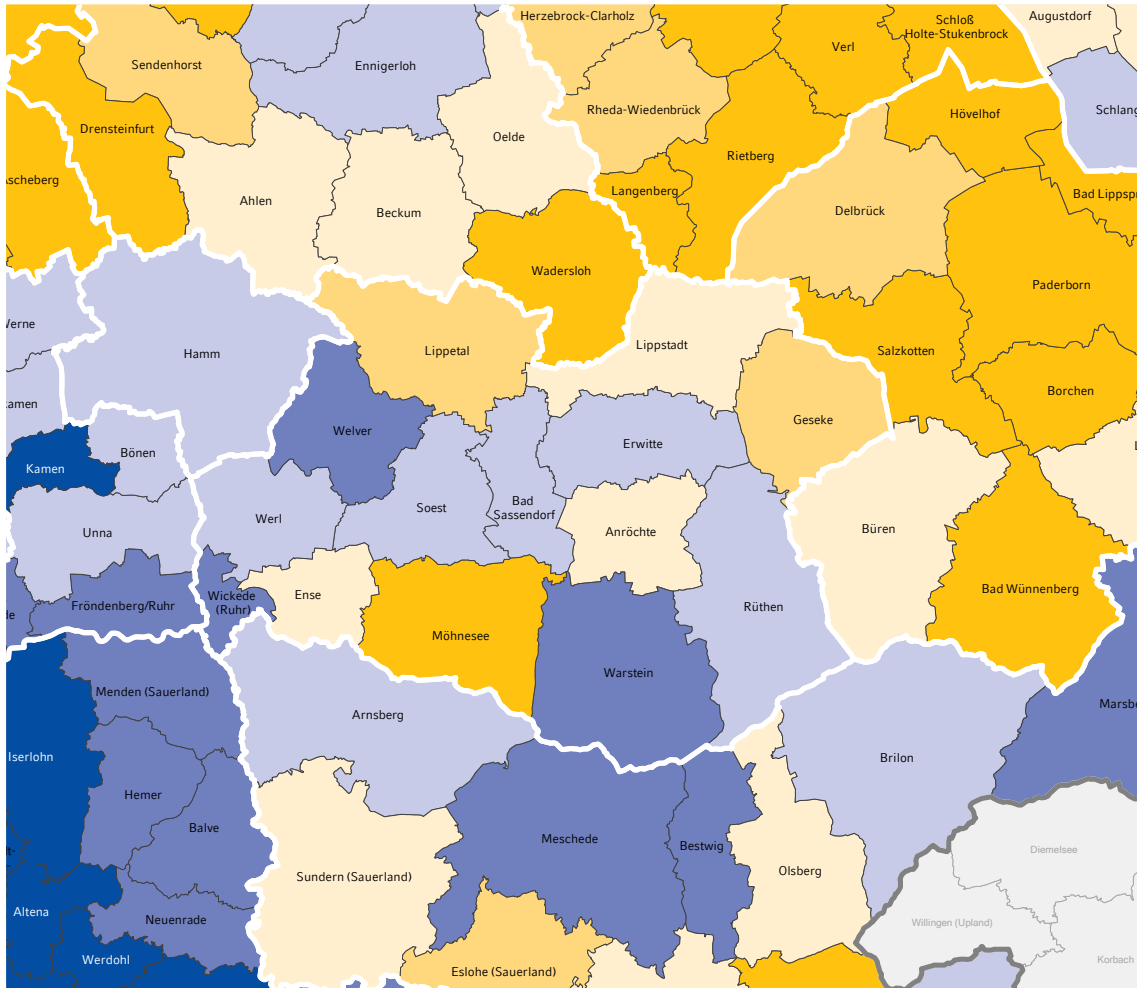 Herzebrock-Clarholz
Schloß
Holte-Stukenbrock
Augustdorf
Verl
Sendenhorst
Ennigerloh
Rheda-Wiedenbrück
Hövelhof
Schlang
Drensteinfurt
Oelde
Rietberg
Ascheberg
Langenberg
Bad Lippspr
Ahlen
Beckum
Delbrück
Wadersloh
Paderborn
Werne
Hamm
Lippetal
Lippstadt
Salzkotten
Borchen
kamen
Geseke
Welver
Erwitte
Bönen
Kamen
Bad
Sassendorf
Soest
Werl
Unna
Anröchte
Büren
Bad Wünnenberg
Ense
Wickede
(Ruhr)
Fröndenberg/Ruhr
de
Rüthen
Möhnesee
Warstein
Menden (Sauerland)
Arnsberg
Marsbe
Iserlohn
Brilon
Hemer
Balve
Meschede
Bestwig
Olsberg
Diemelsee
Sundern (Sauerland)
Altena
Neuenrade
Willingen (Upland)
Werdohl
Eslohe (Sauerland)
Korbach